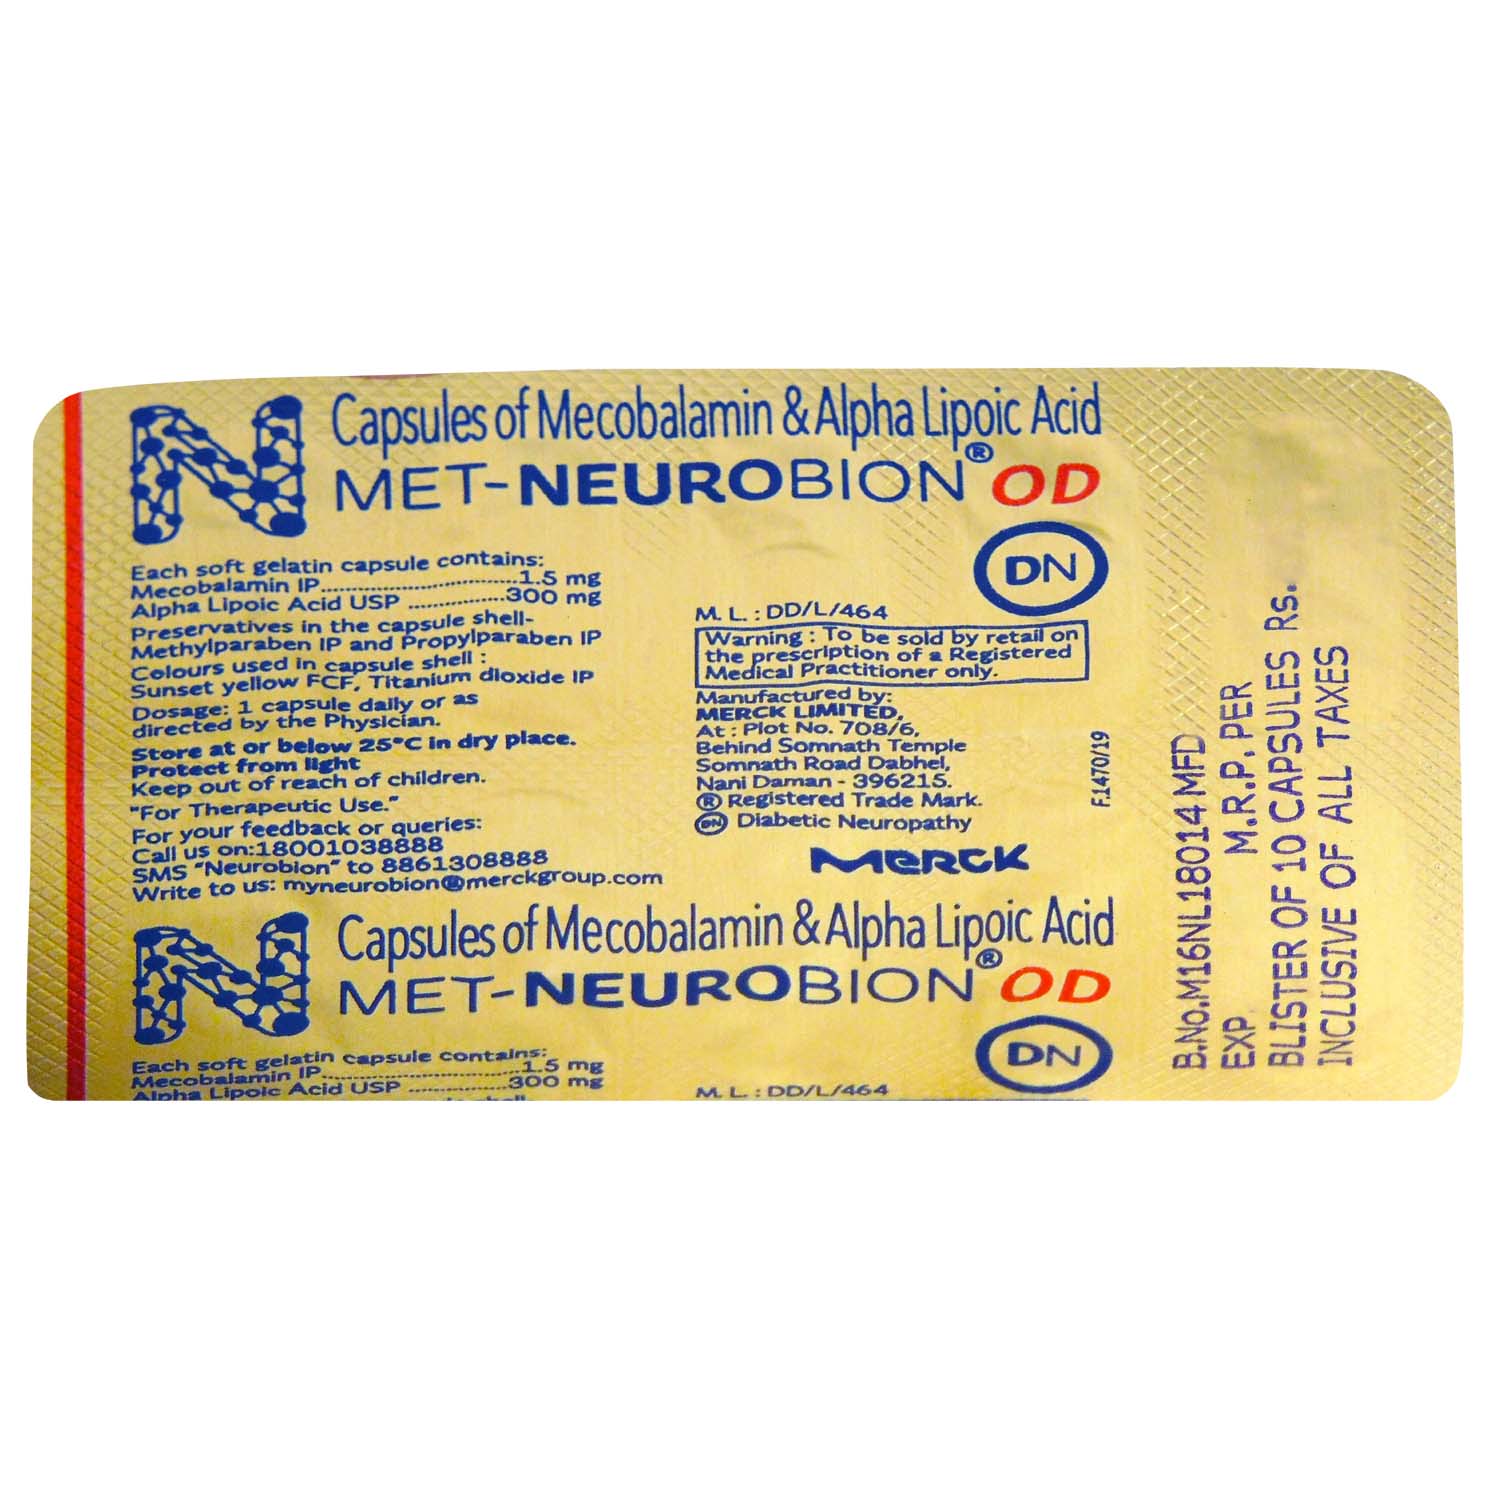 Capsules of Mecobalamin & Alpha Lipoic Acid
MET-NEUROBION® OD
DN
Each soft gelatin capsule contains:
Mecobalamin IP..................................1.5 mg
Alpha Lipoic Acid USP ................300 mg
Preservatives in the capsule shell-
Methylparaben IP and Propylparaben IP
Colours used in capsule shell :
Sunset yellow FCF, Titanium dioxide IP
Dosage: 1 capsule daily or as
directed by the Physician.
Store at or below 25°C in dry place.
Protect from light
Keep out of reach of children.
"For Therapeutic Use."
For your feedback or queries:
Call us on:18001038888
SMS "Neurobion" to 8861308888
Write to us: myneurobion@merckgroup.com
M. L. : DD/L/464
Warning : To be sold by retail on
the prescription of a Registered
Medical Practitioner only.
Manufactured by:
MERCK LIMITED,
At : Plot No. 708/6,
Behind Somnath Temple
Somnath Road Dabhel,
Nani Daman - 396215.
® Registered Trade Mark.
DN Diabetic Neuropathy
MERCK
F.1470/19
Capsules of Mecobalamin & Alpha Lipoic Acid
MET-NEUROBION® OD
DN
Each soft gelatin capsule contains:
Mecobalamin IP..................................1.5 mg
Alpha Lipoic Acid USP ................300 mg
M. L. : DD/L/464
B.No.M16NL18014 MFD
EXP. M.R.P. PER
BLISTER OF 10 CAPSULES Rs.
INCLUSIVE OF ALL TAXES